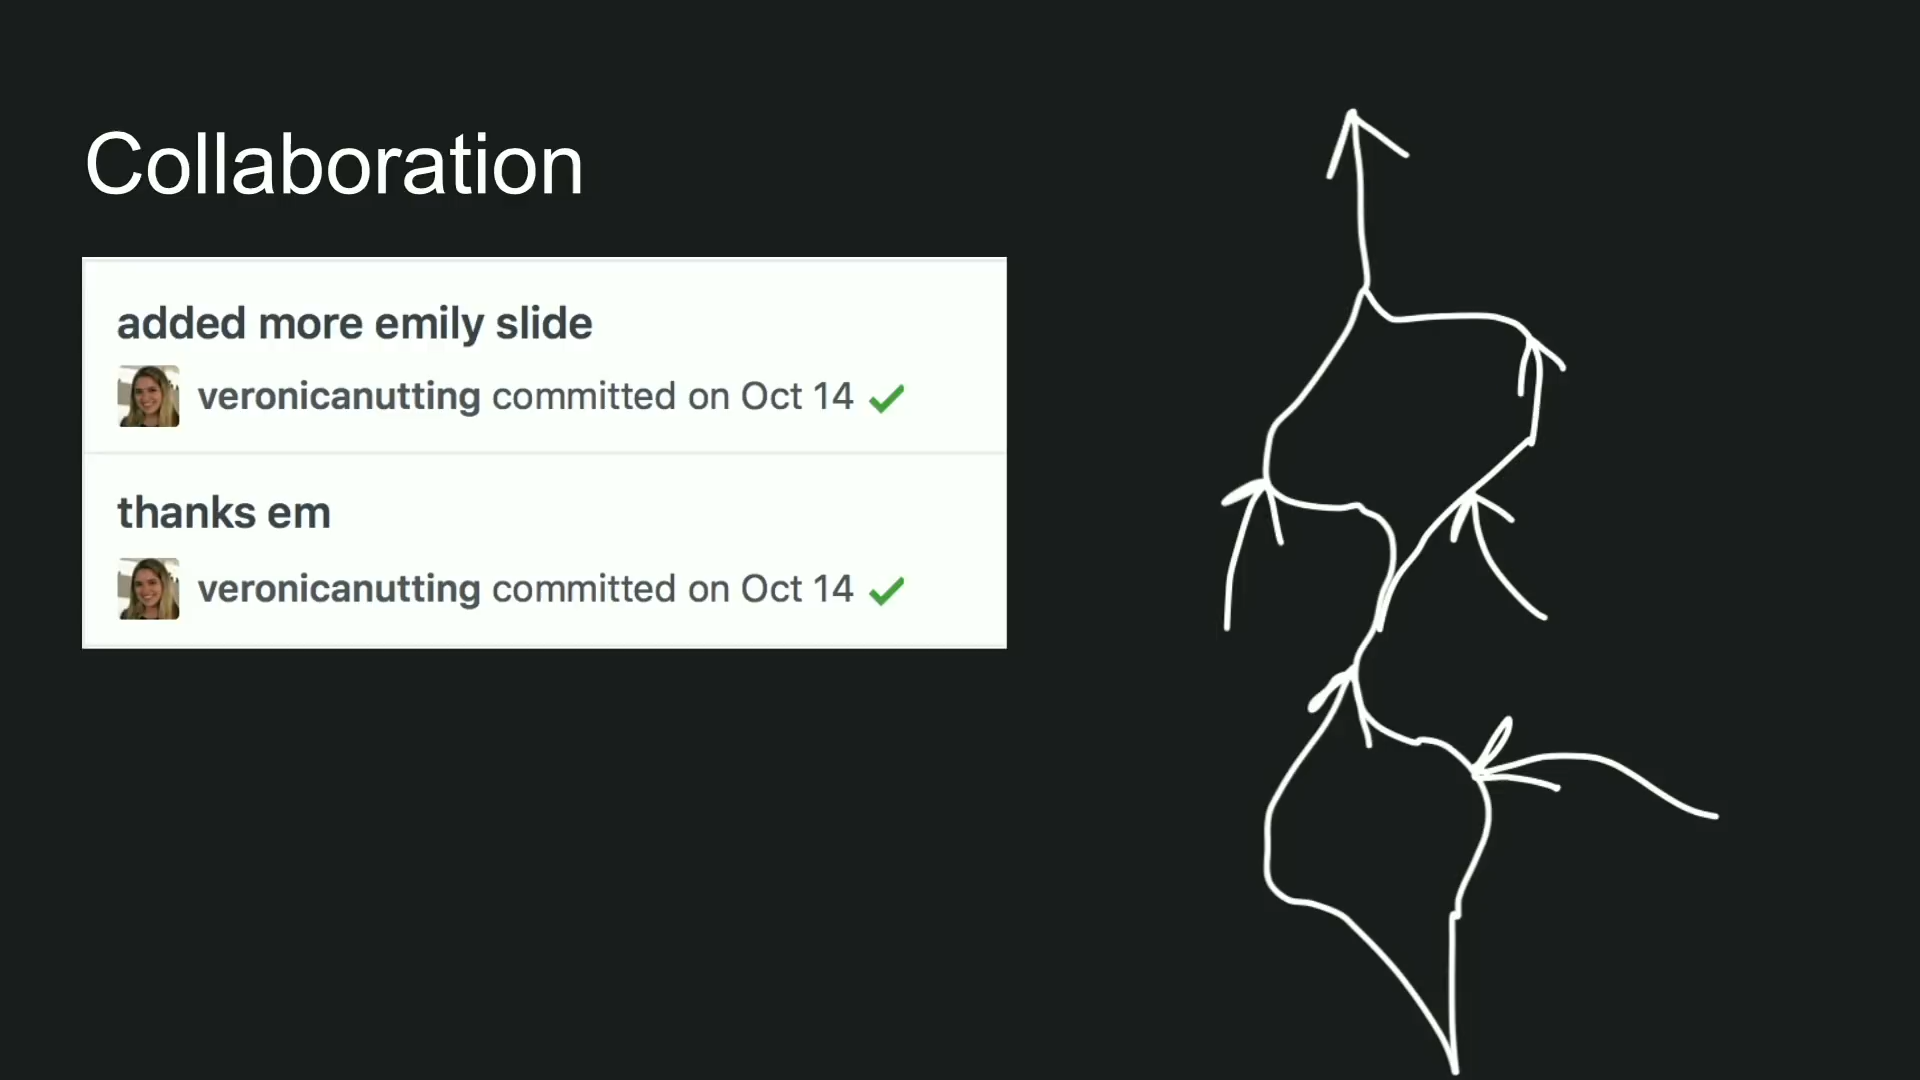 Collaboration
added more emily slide
veronicanutting committed on Oct 14
thanks em
veronicanutting committed on Oct 14